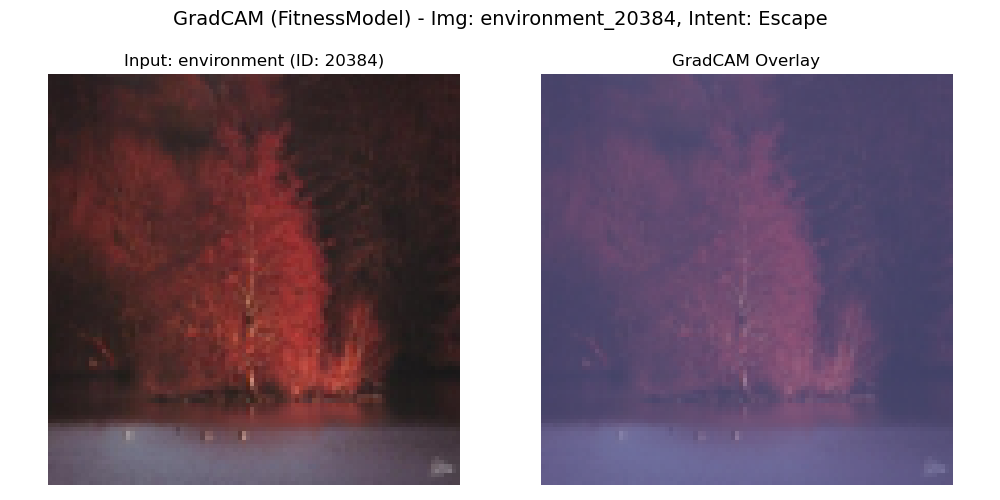 GradCAM (FitnessModel) - Img: environment_20384, Intent: Escape
Input: environment (ID: 20384)
GradCAM Overlay